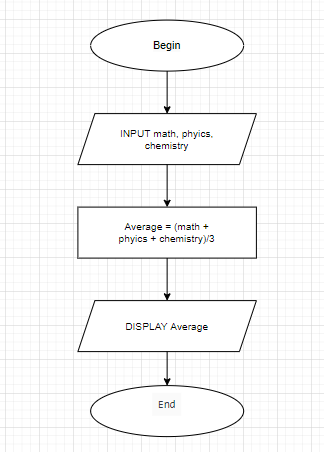 Begin
INPUT math, phyics,
chemistry
Average = (math +
phyics + chemistry)/3
DISPLAY Average
End